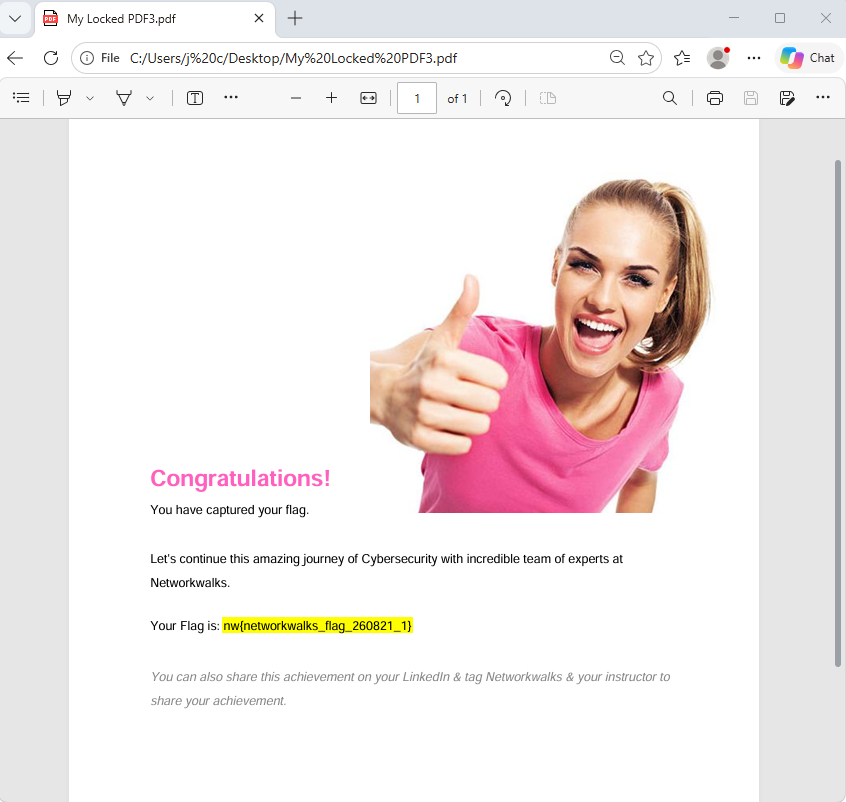 My Locked PDF3.pdf
File C:/Users/j%20c/Desktop/My%20Locked%20PDF3.pdf
Chat
1 of 1
Congratulations!
You have captured your flag.
Let's continue this amazing journey of Cybersecurity with incredible team of experts at
Networkwalks.
Your Flag is: nw{networkwalks_flag_260821_1}
You can also share this achievement on your LinkedIn & tag Networkwalks & your instructor to
share your achievement.